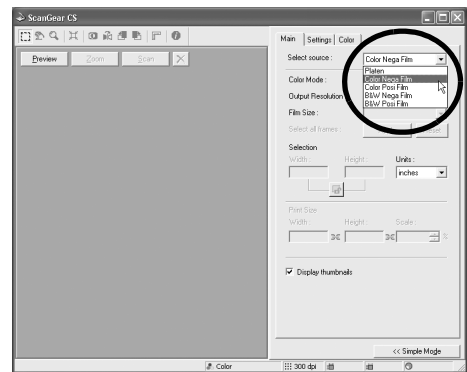 ScanGear CS
Preview Zoom Scan
Main Settings Color
Select source : Color Nega Film
Platen
Color Nega Film
Color Posi Film
B&W Nega Film
B&W Posi Film
Color Mode :
Output Resolution
Film Size :
Select all frames :
Selection
Width : Height : Units :
inches
Print Size
Width : Height : Scale :
%
Display thumbnails
<< Simple Mode
Color 300 dpi